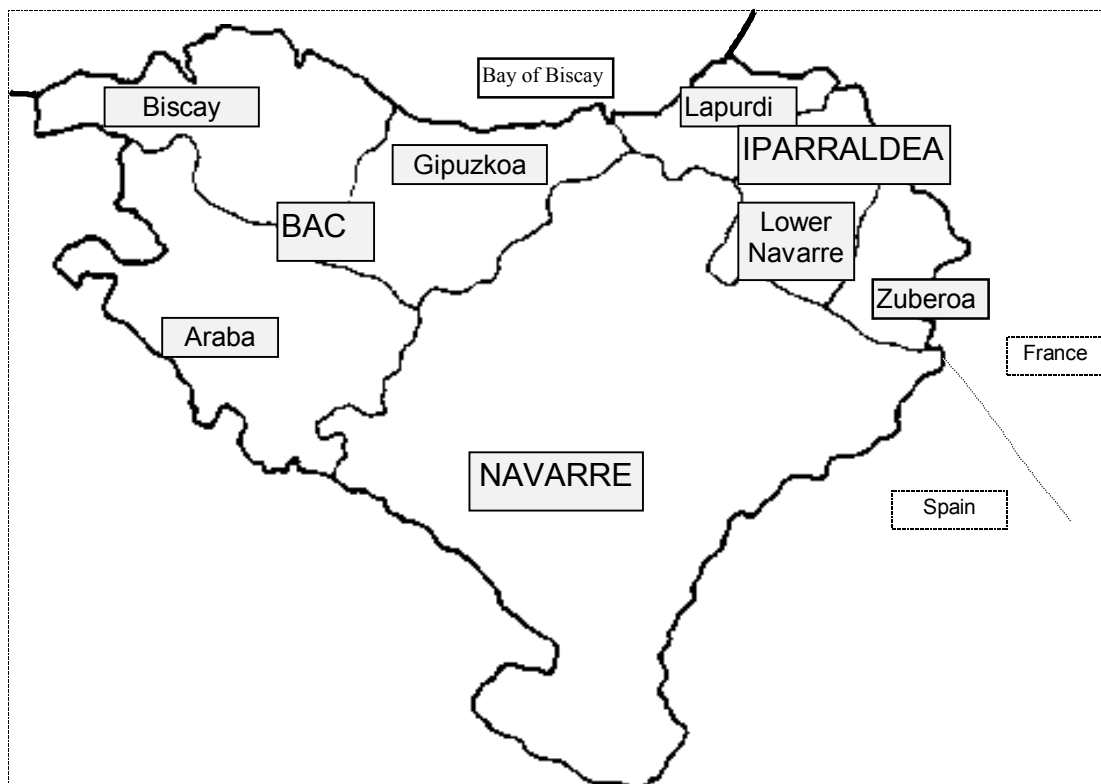 Bay of Biscay
Biscay
Lapurdi
IPARRALDEA
Gipuzkoa
BAC
Lower
Navarre
Zuberoa
Araba
France
NAVARRE
Spain